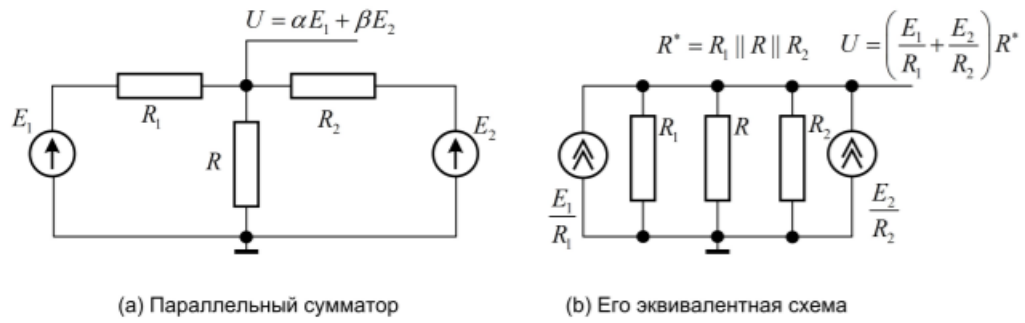 U = αE₁ + βE₂
R₁
R₂
E₁
E₂
R
R* = R₁ || R || R₂
U = (E₁/R₁ + E₂/R₂) R*
R₁
R
R₂
E₁/R₁
E₂/R₂
(a) Параллельный сумматор
(b) Его эквивалентная схема